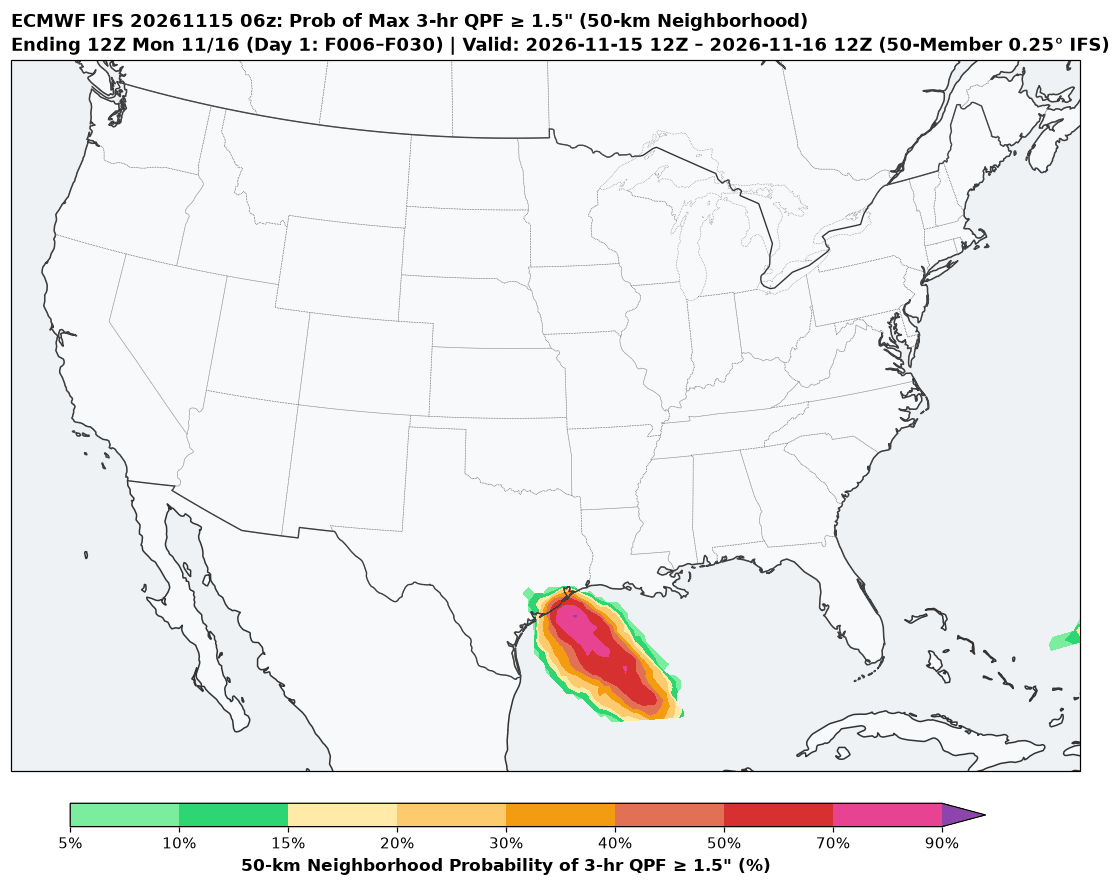 ECMWF IFS 20261115 06z: Prob of Max 3-hr QPF ≥ 1.5" (50-km Neighborhood)
Ending 12Z Mon 11/16 (Day 1: F006–F030) | Valid: 2026-11-15 12Z – 2026-11-16 12Z (50-Member 0.25° IFS)
5% 10% 15% 20% 30% 40% 50% 70% 90%
50-km Neighborhood Probability of 3-hr QPF ≥ 1.5" (%)